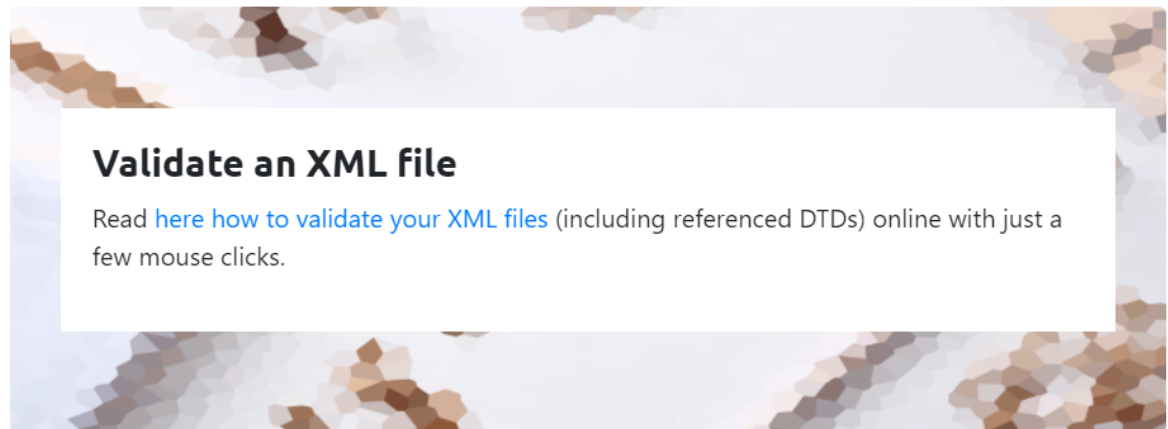 Validate an XML file
Read here how to validate your XML files (including referenced DTDs) online with just a
few mouse clicks.